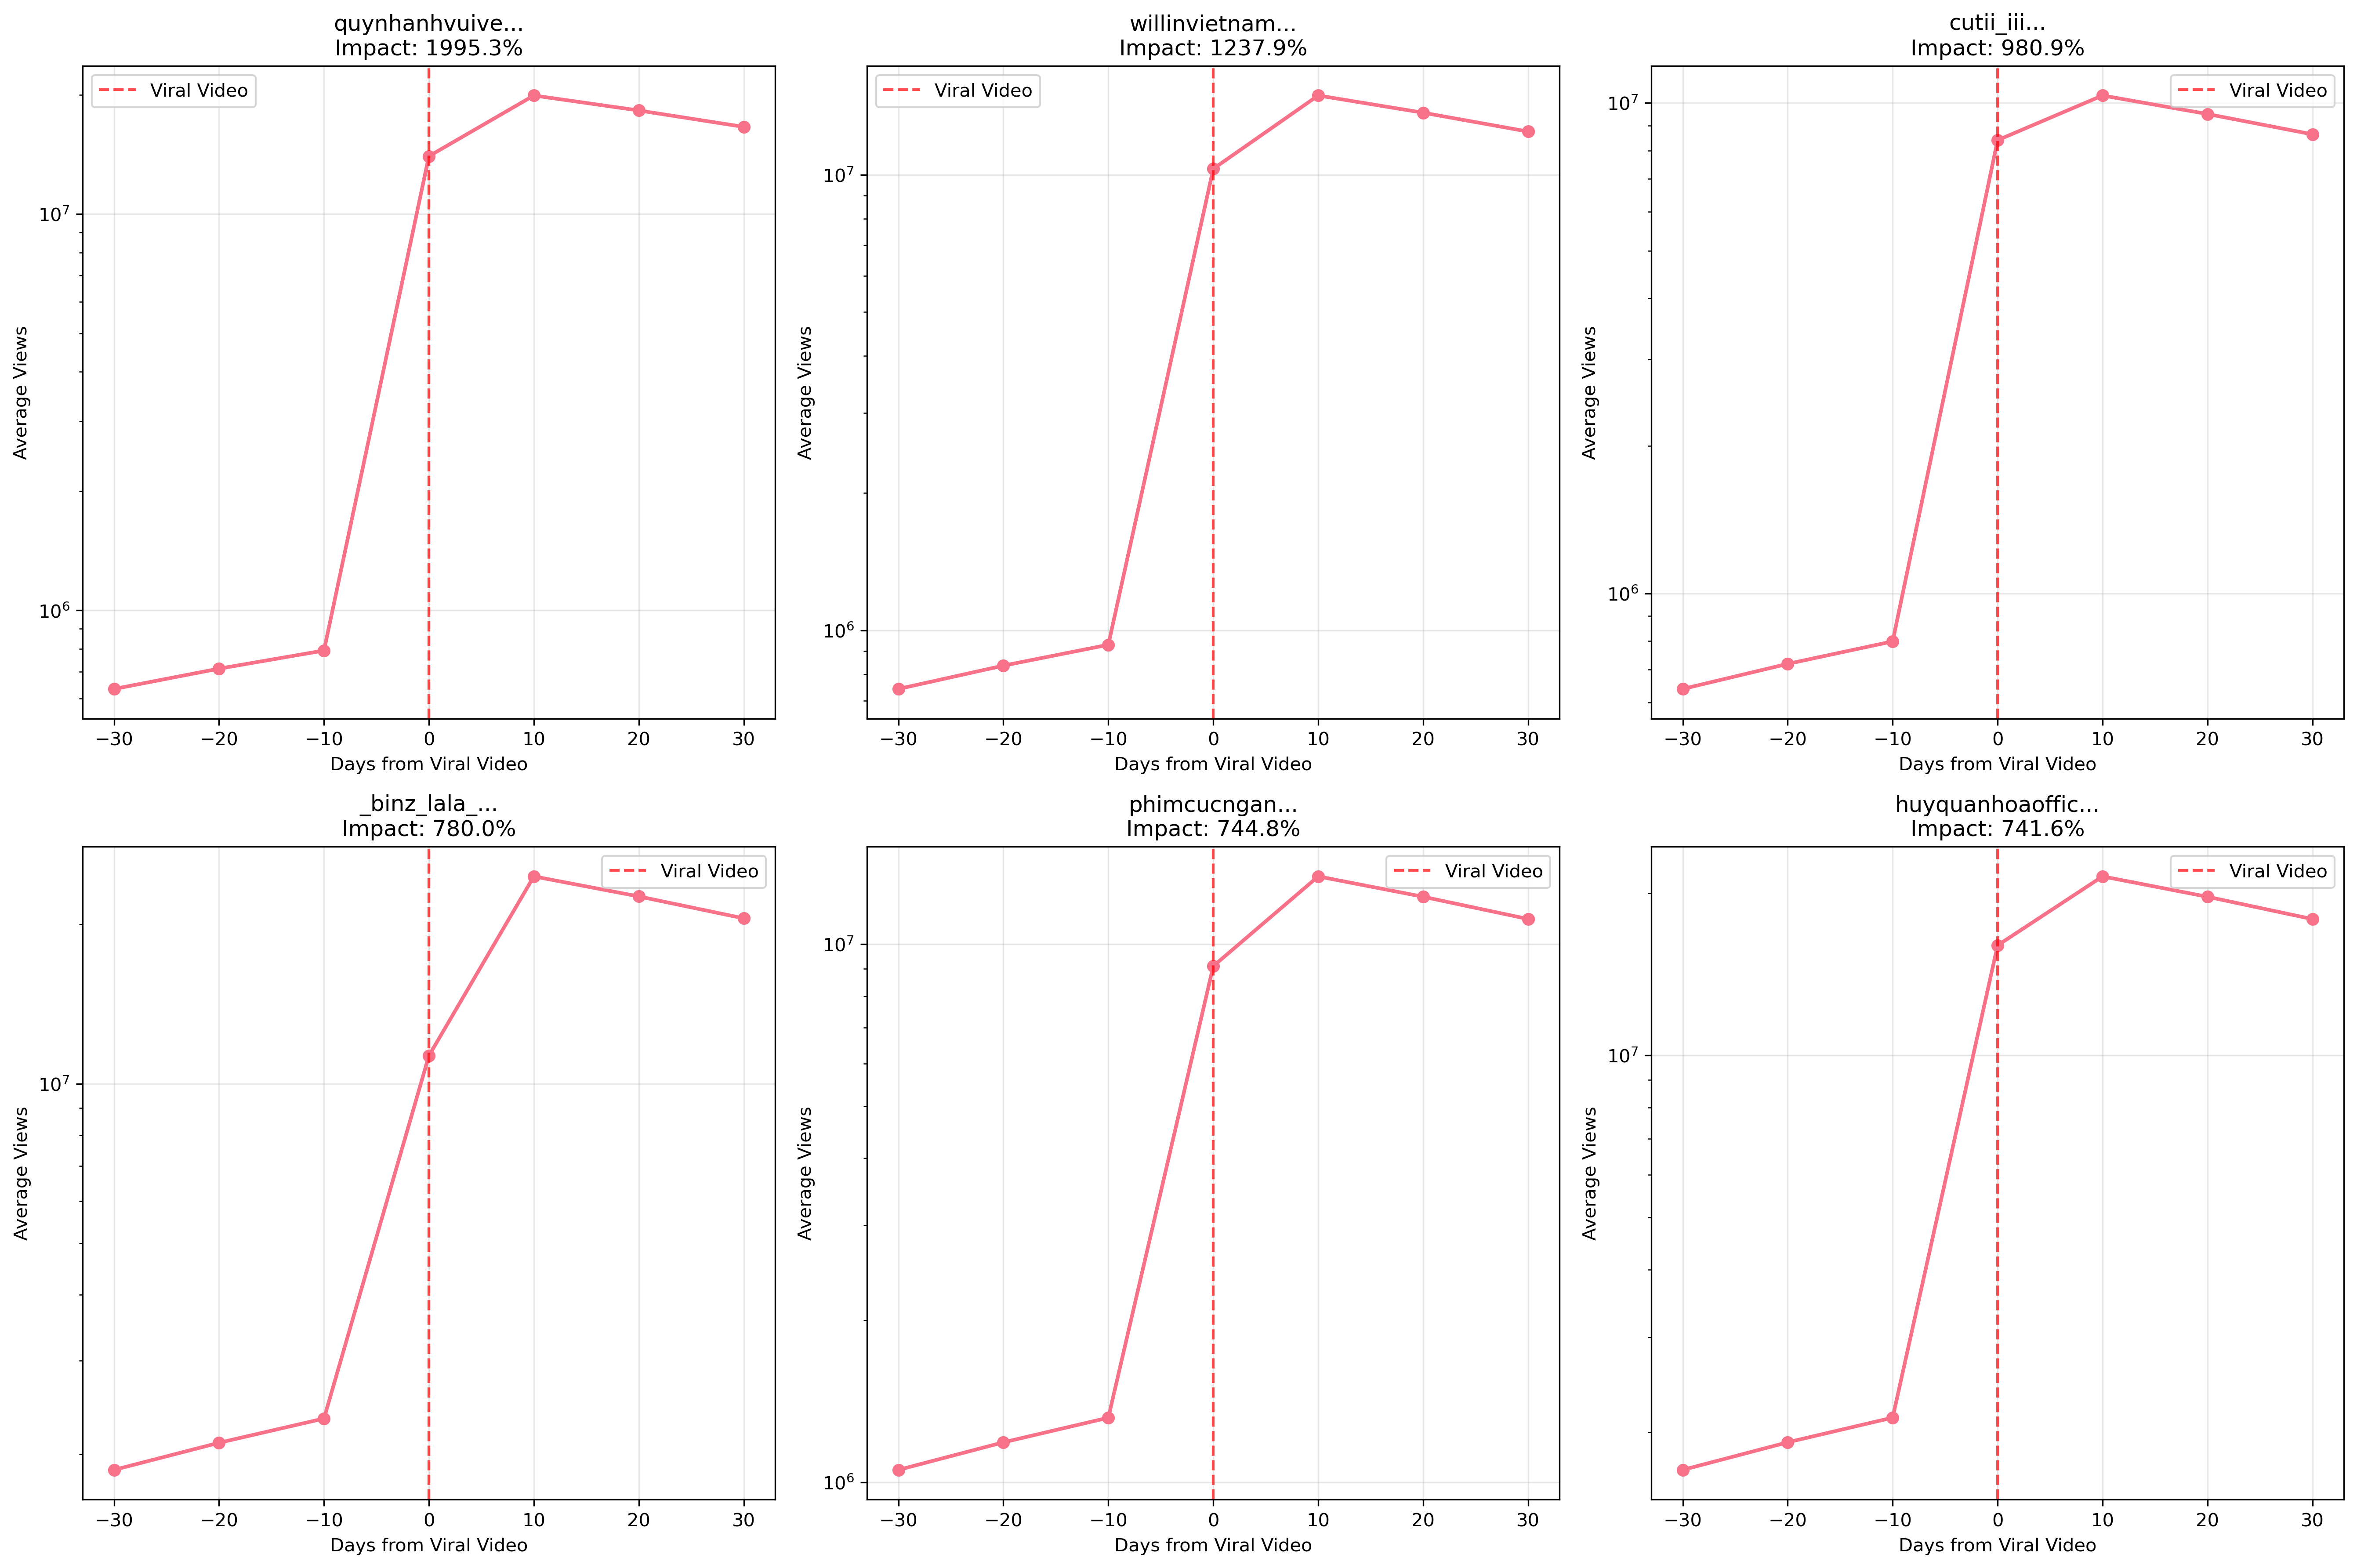 quynhanhvuive...
Impact: 1995.3%
Viral Video
10⁷
10⁶
Average Views
−30 −20 −10 0 10 20 30
Days from Viral Video
willinvietnam...
Impact: 1237.9%
Viral Video
10⁷
10⁶
Average Views
−30 −20 −10 0 10 20 30
Days from Viral Video
cutii_iii...
Impact: 980.9%
Viral Video
10⁷
10⁶
Average Views
−30 −20 −10 0 10 20 30
Days from Viral Video
_binz_lala_...
Impact: 780.0%
Viral Video
10⁷
Average Views
−30 −20 −10 0 10 20 30
Days from Viral Video
phimcucngan...
Impact: 744.8%
Viral Video
10⁷
10⁶
Average Views
−30 −20 −10 0 10 20 30
Days from Viral Video
huyquanhoaoffic...
Impact: 741.6%
Viral Video
10⁷
Average Views
−30 −20 −10 0 10 20 30
Days from Viral Video